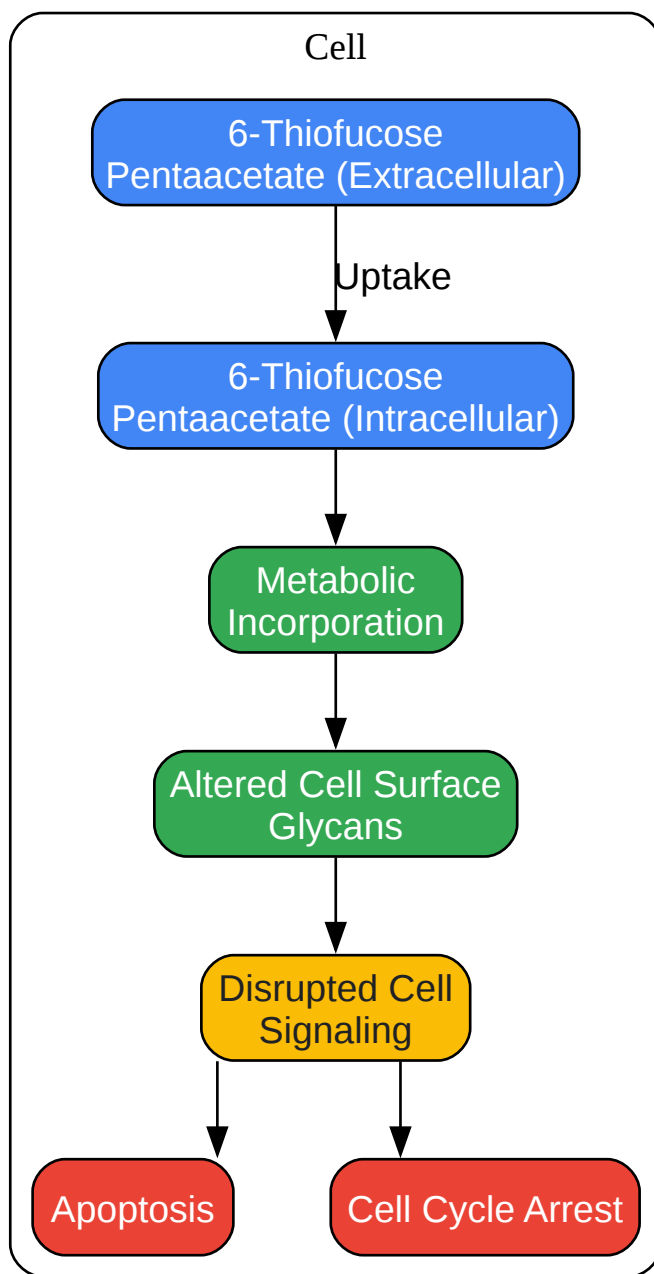 Cell
6-Thiofucose
Pentaacetate (Extracellular)
Uptake
6-Thiofucose
Pentaacetate (Intracellular)
Metabolic
Incorporation
Altered Cell Surface
Glycans
Disrupted Cell
Signaling
Apoptosis
Cell Cycle Arrest